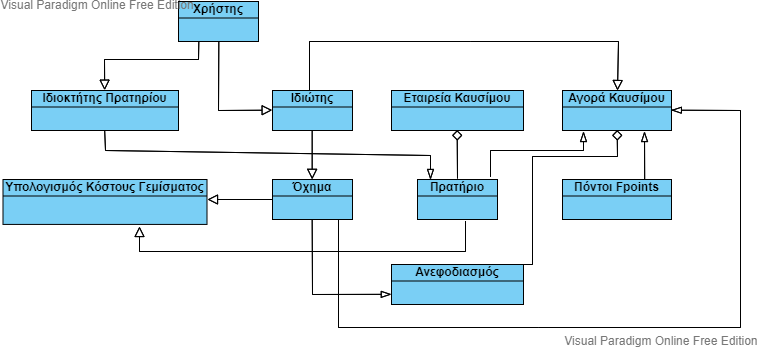 Visual Paradigm Online Free Edition
Χρήστης
Ιδιοκτήτης Πρατηρίου
Ιδιώτης
Εταιρεία Καυσίμου
Αγορά Καυσίμου
Υπολογισμός Κόστους Γεμίσματος
Όχημα
Πρατήριο
Πόντοι Fpoints
Ανεφοδιασμός
Visual Paradigm Online Free Edition